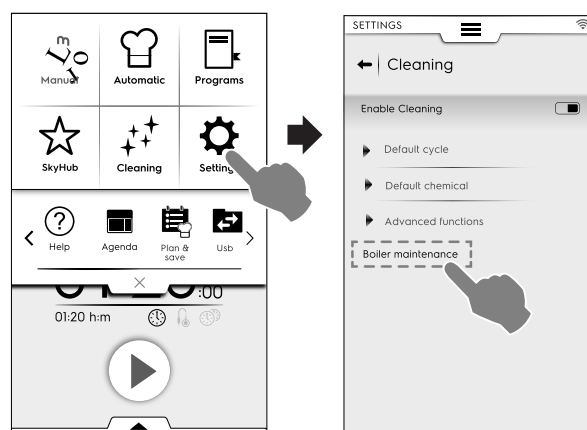 Manual
Automatic
Programs
SkyHub
Cleaning
Setting
Help
Agenda
Plan &
save
Usb
:00
01:20 h:m
SETTINGS
Cleaning
Enable Cleaning
Default cycle
Default chemical
Advanced functions
Boiler maintenance